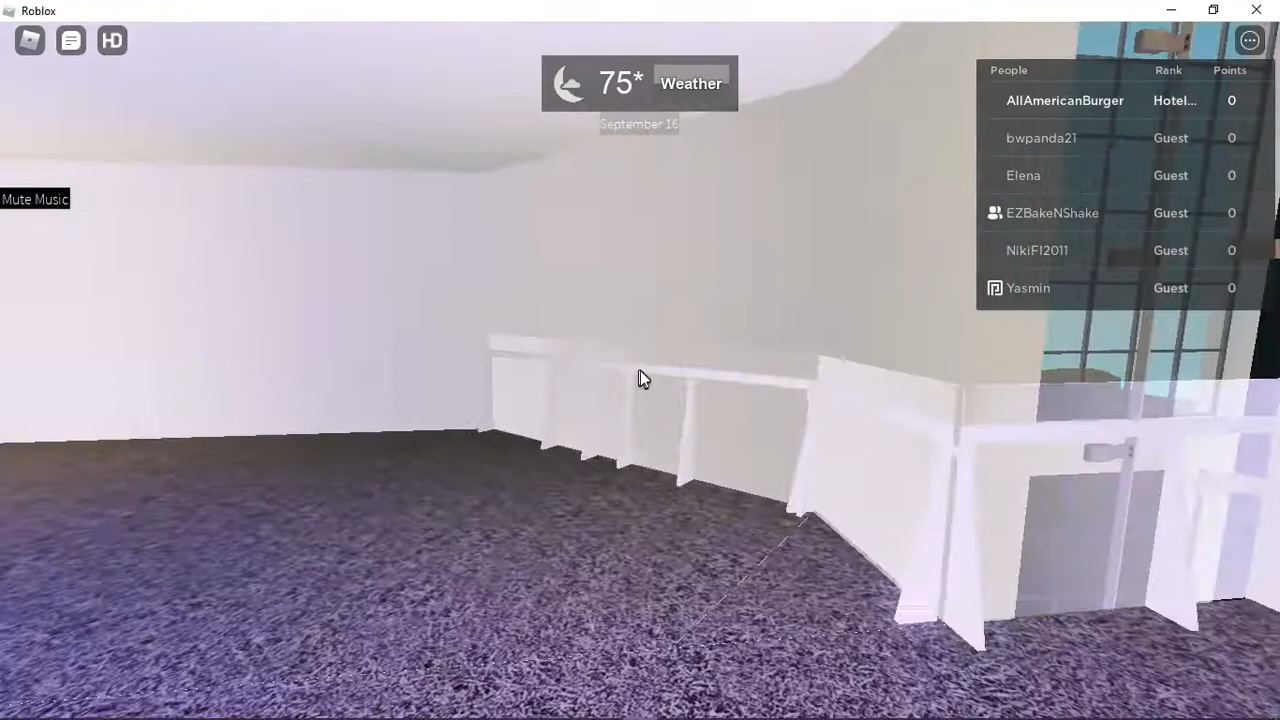 Roblox
HD
75* Weather
September 16
Mute Music
People Rank Points
AllAmericanBurger Hotel... 0
bwpanda21 Guest 0
Elena Guest 0
EZBakeNShake Guest 0
NikiFI2011 Guest 0
Yasmin Guest 0